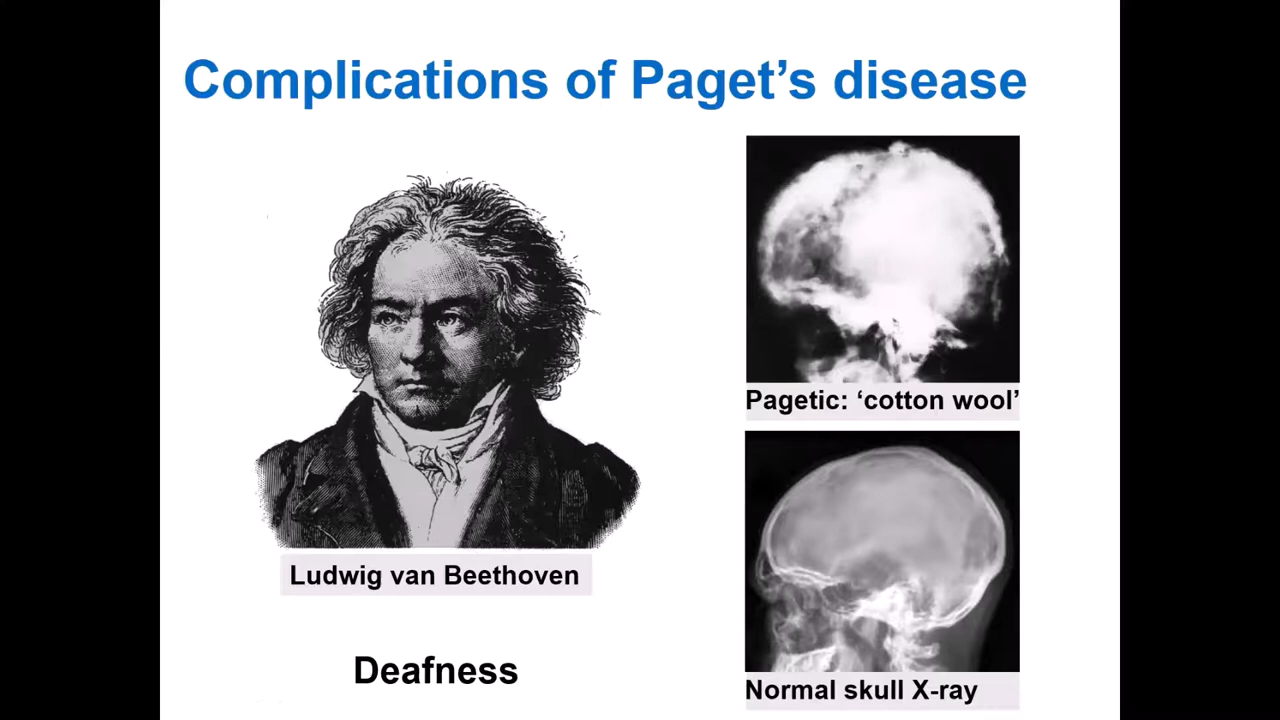 Complications of Paget’s disease
Pagetic: ‘cotton wool’
Ludwig van Beethoven
Deafness
Normal skull X-ray